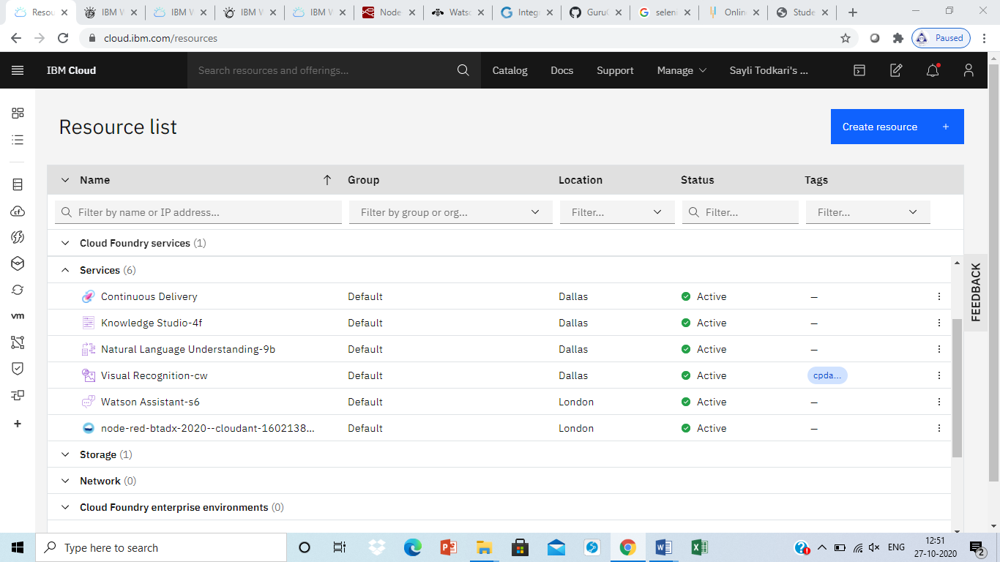 Resou IBM W IBM W IBM W IBM W Node Watso Integr GuruG selen Onlin Stude
cloud.ibm.com/resources Paused
IBM Cloud Search resources and offerings... Catalog Docs Support Manage Sayli Todkari's ...
Resource list Create resource +
Name Group Location Status Tags
Filter by name or IP address... Filter by group or org... Filter... Filter... Filter...
Cloud Foundry services (1)
Services (6)
Continuous Delivery Default Dallas Active –
Knowledge Studio-4f Default Dallas Active –
Natural Language Understanding-9b Default Dallas Active –
Visual Recognition-cw Default Dallas Active cpda...
Watson Assistant-s6 Default London Active –
node-red-btadx-2020--cloudant-1602138... Default London Active –
Storage (1)
Network (0)
Cloud Foundry enterprise environments (0)
FEEDBACK
cf
vm
Type here to search ENG 12:51
27-10-2020 2